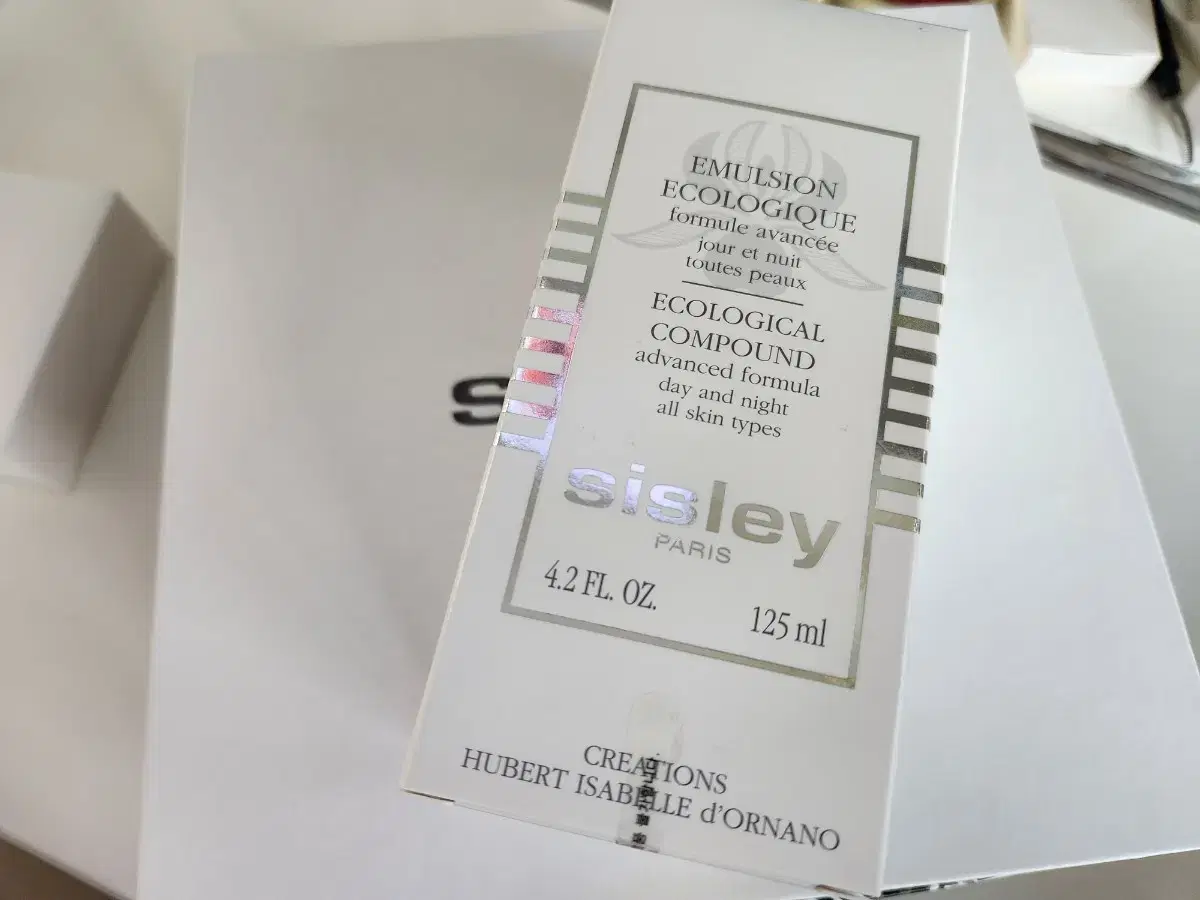 EMULSION
ECOLOGIQUE
formule avancée
jour et nuit
toutes peaux
ECOLOGICAL
COMPOUND
advanced formula
day and night
all skin types
sisley
PARIS
4.2 FL. OZ.
125 ml
CREATIONS
HUBERT ISABELLE d'ORNANO
s